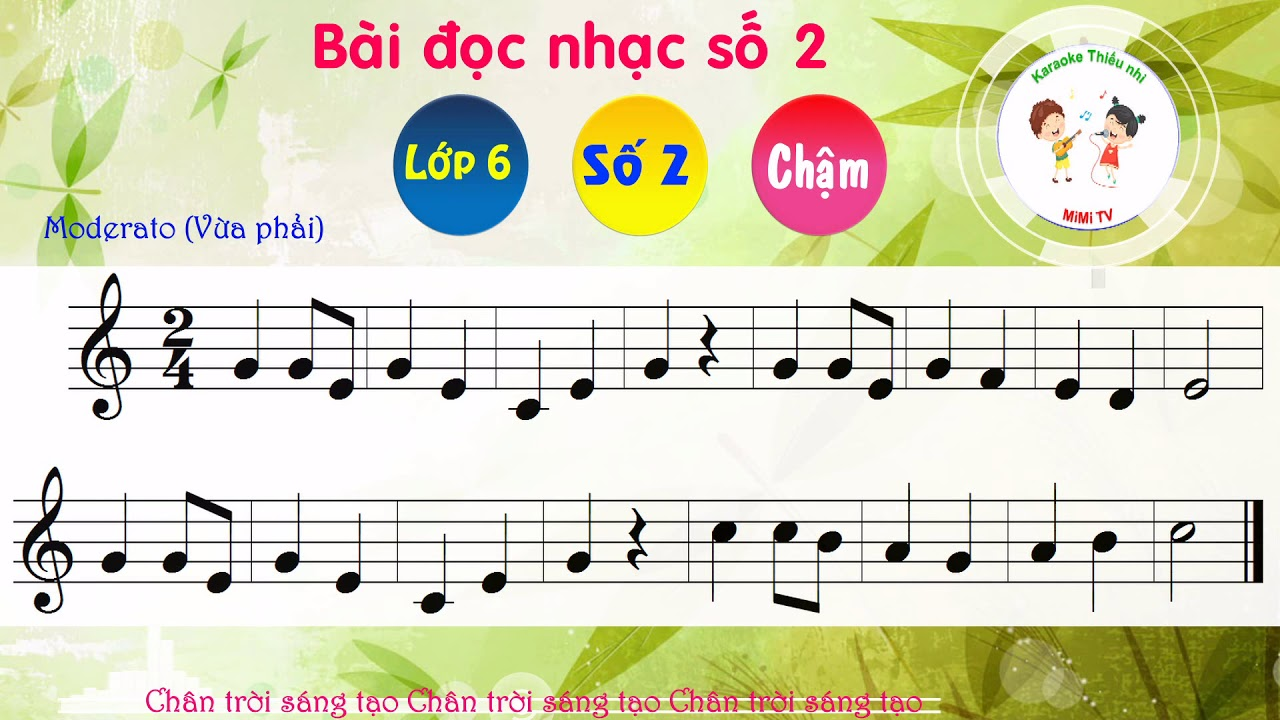 Bài đọc nhạc số 2
Karaoke Thiếu nhi
MiMi TV
Lớp 6
Số 2
Chậm
Moderato (Vừa phải)
2
4
Chân trời sáng tạo Chân trời sáng tạo Chân trời sáng tạo